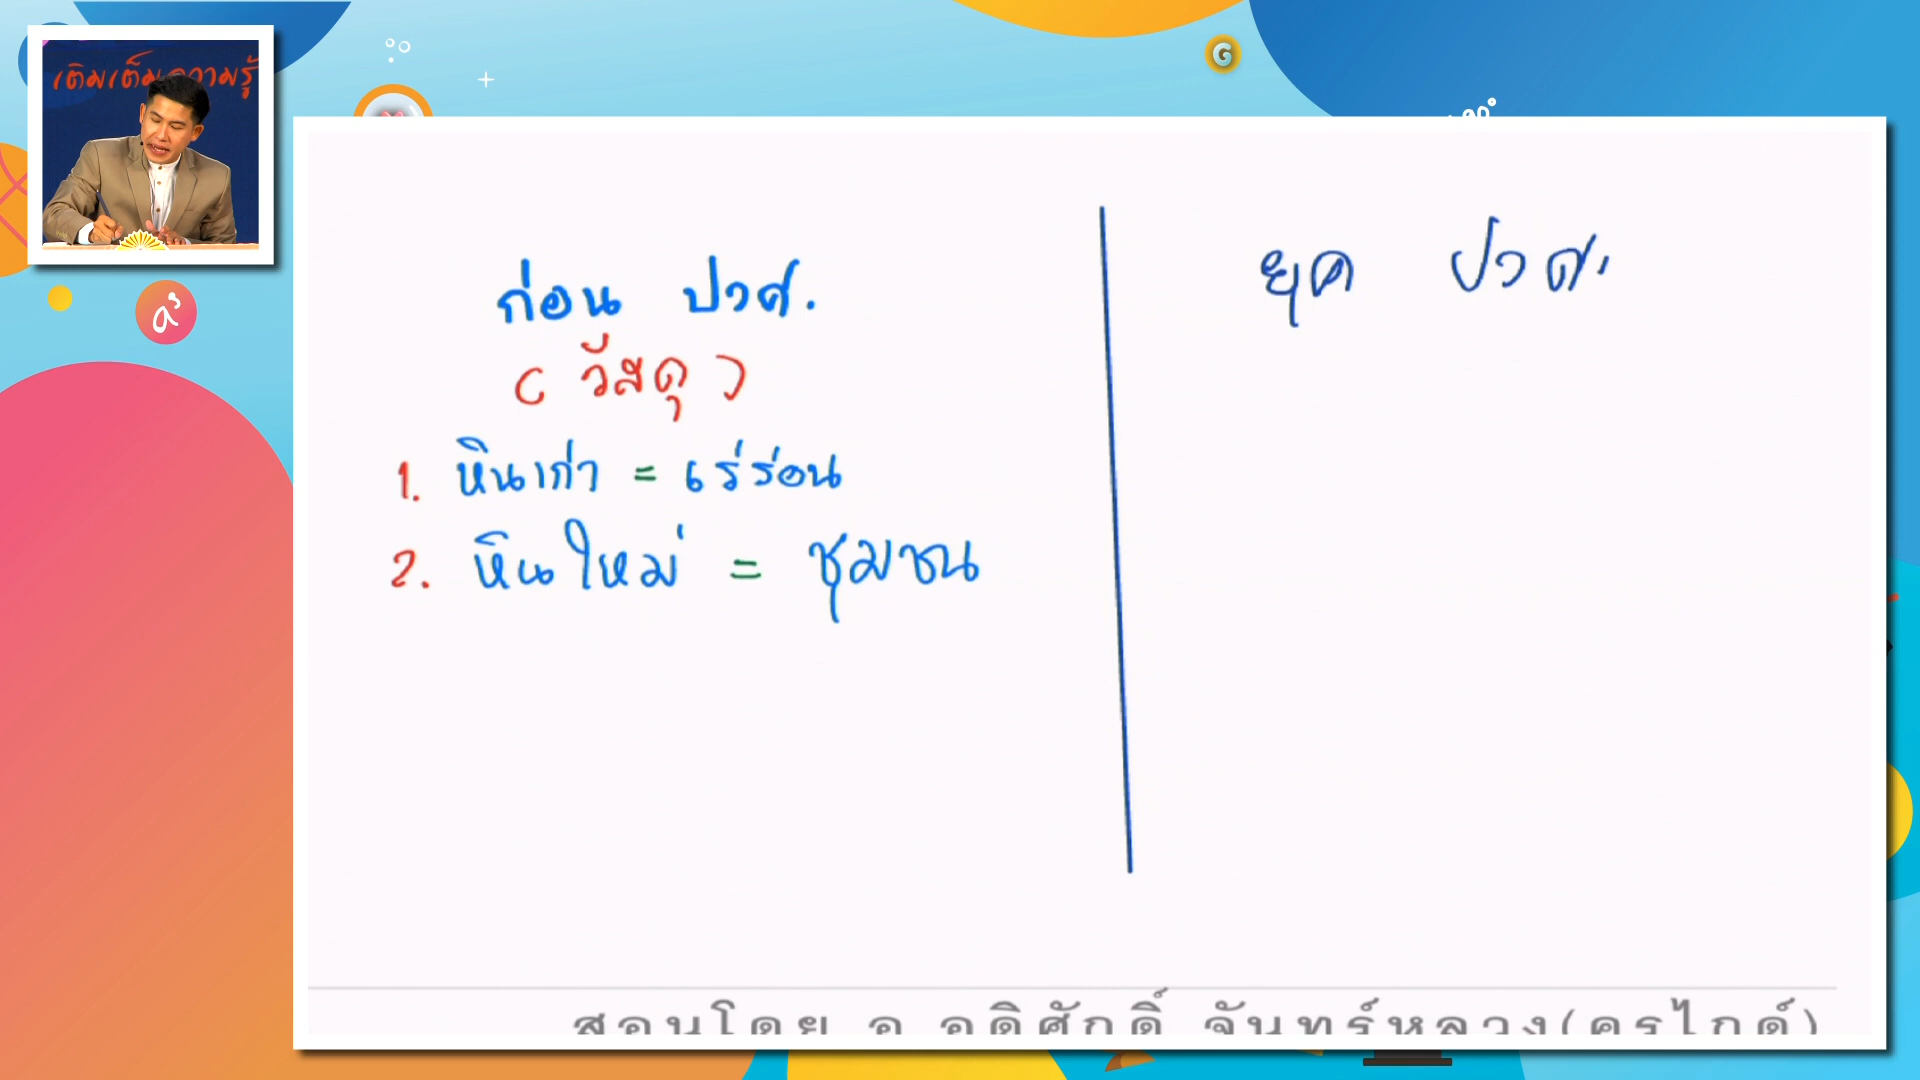 เติมเต็มความรู้
ก่อน ปวศ.
(วัสดุ)
1. หินเก่า = เร่ร่อน
2. หินใหม่ = ชุมชน
ยุค ปวศ.
สอนโดย อ อดิศักดิ์ จันทร์หลวง(ครูไกด์)
a³
G